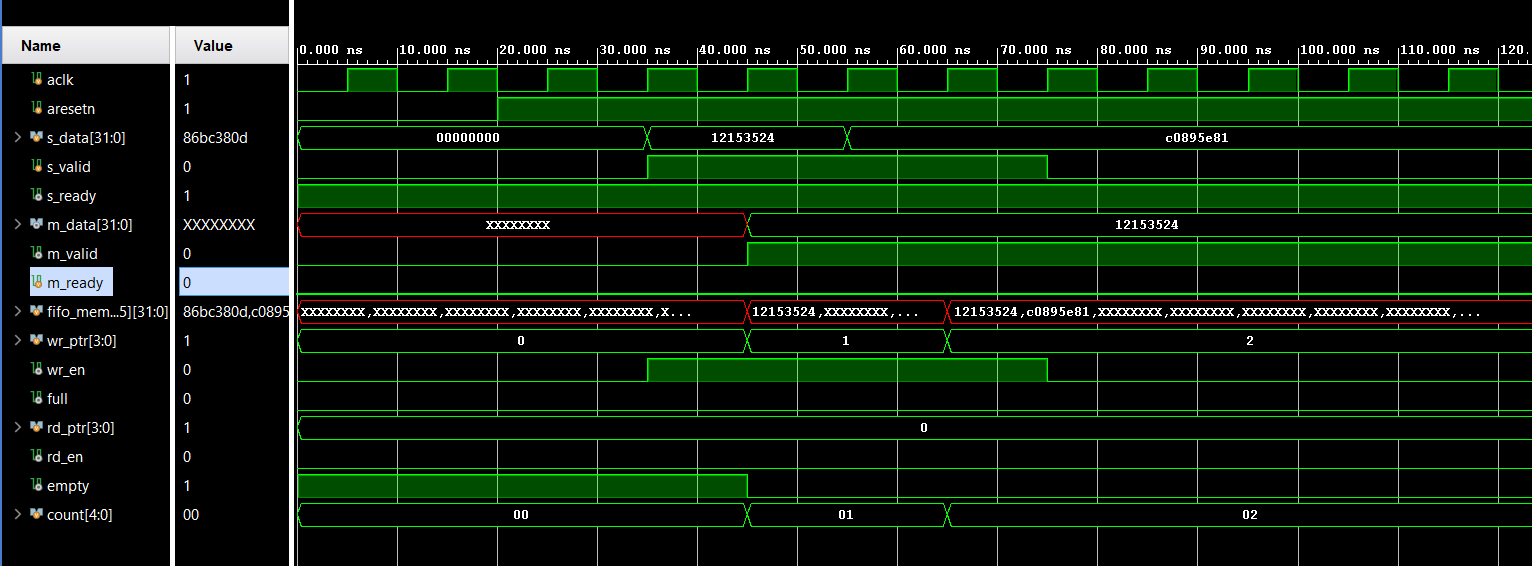 Name Value
0.000 ns 10.000 ns 20.000 ns 30.000 ns 40.000 ns 50.000 ns 60.000 ns 70.000 ns 80.000 ns 90.000 ns 100.000 ns 110.000 ns 120.
aclk 1
aresetn 1
s_data[31:0] 86bc380d 00000000 12153524 c0895e81
s_valid 0
s_ready 1
m_data[31:0] XXXXXXXX XXXXXXXX 12153524
m_valid 0
m_ready 0
fifo_mem...5][31:0] 86bc380d,c0895 XXXXXXXX,XXXXXXXX,XXXXXXXX,XXXXXXXX,XXXXXXXX,X... 12153524,XXXXXXXX,... 12153524,c0895e81,XXXXXXXX,XXXXXXXX,XXXXXXXX,XXXXXXXX,XXXXXXXX,...
wr_ptr[3:0] 1 0 1 2
wr_en 0
full 0
rd_ptr[3:0] 1 0
rd_en 0
empty 1
count[4:0] 00 00 01 02